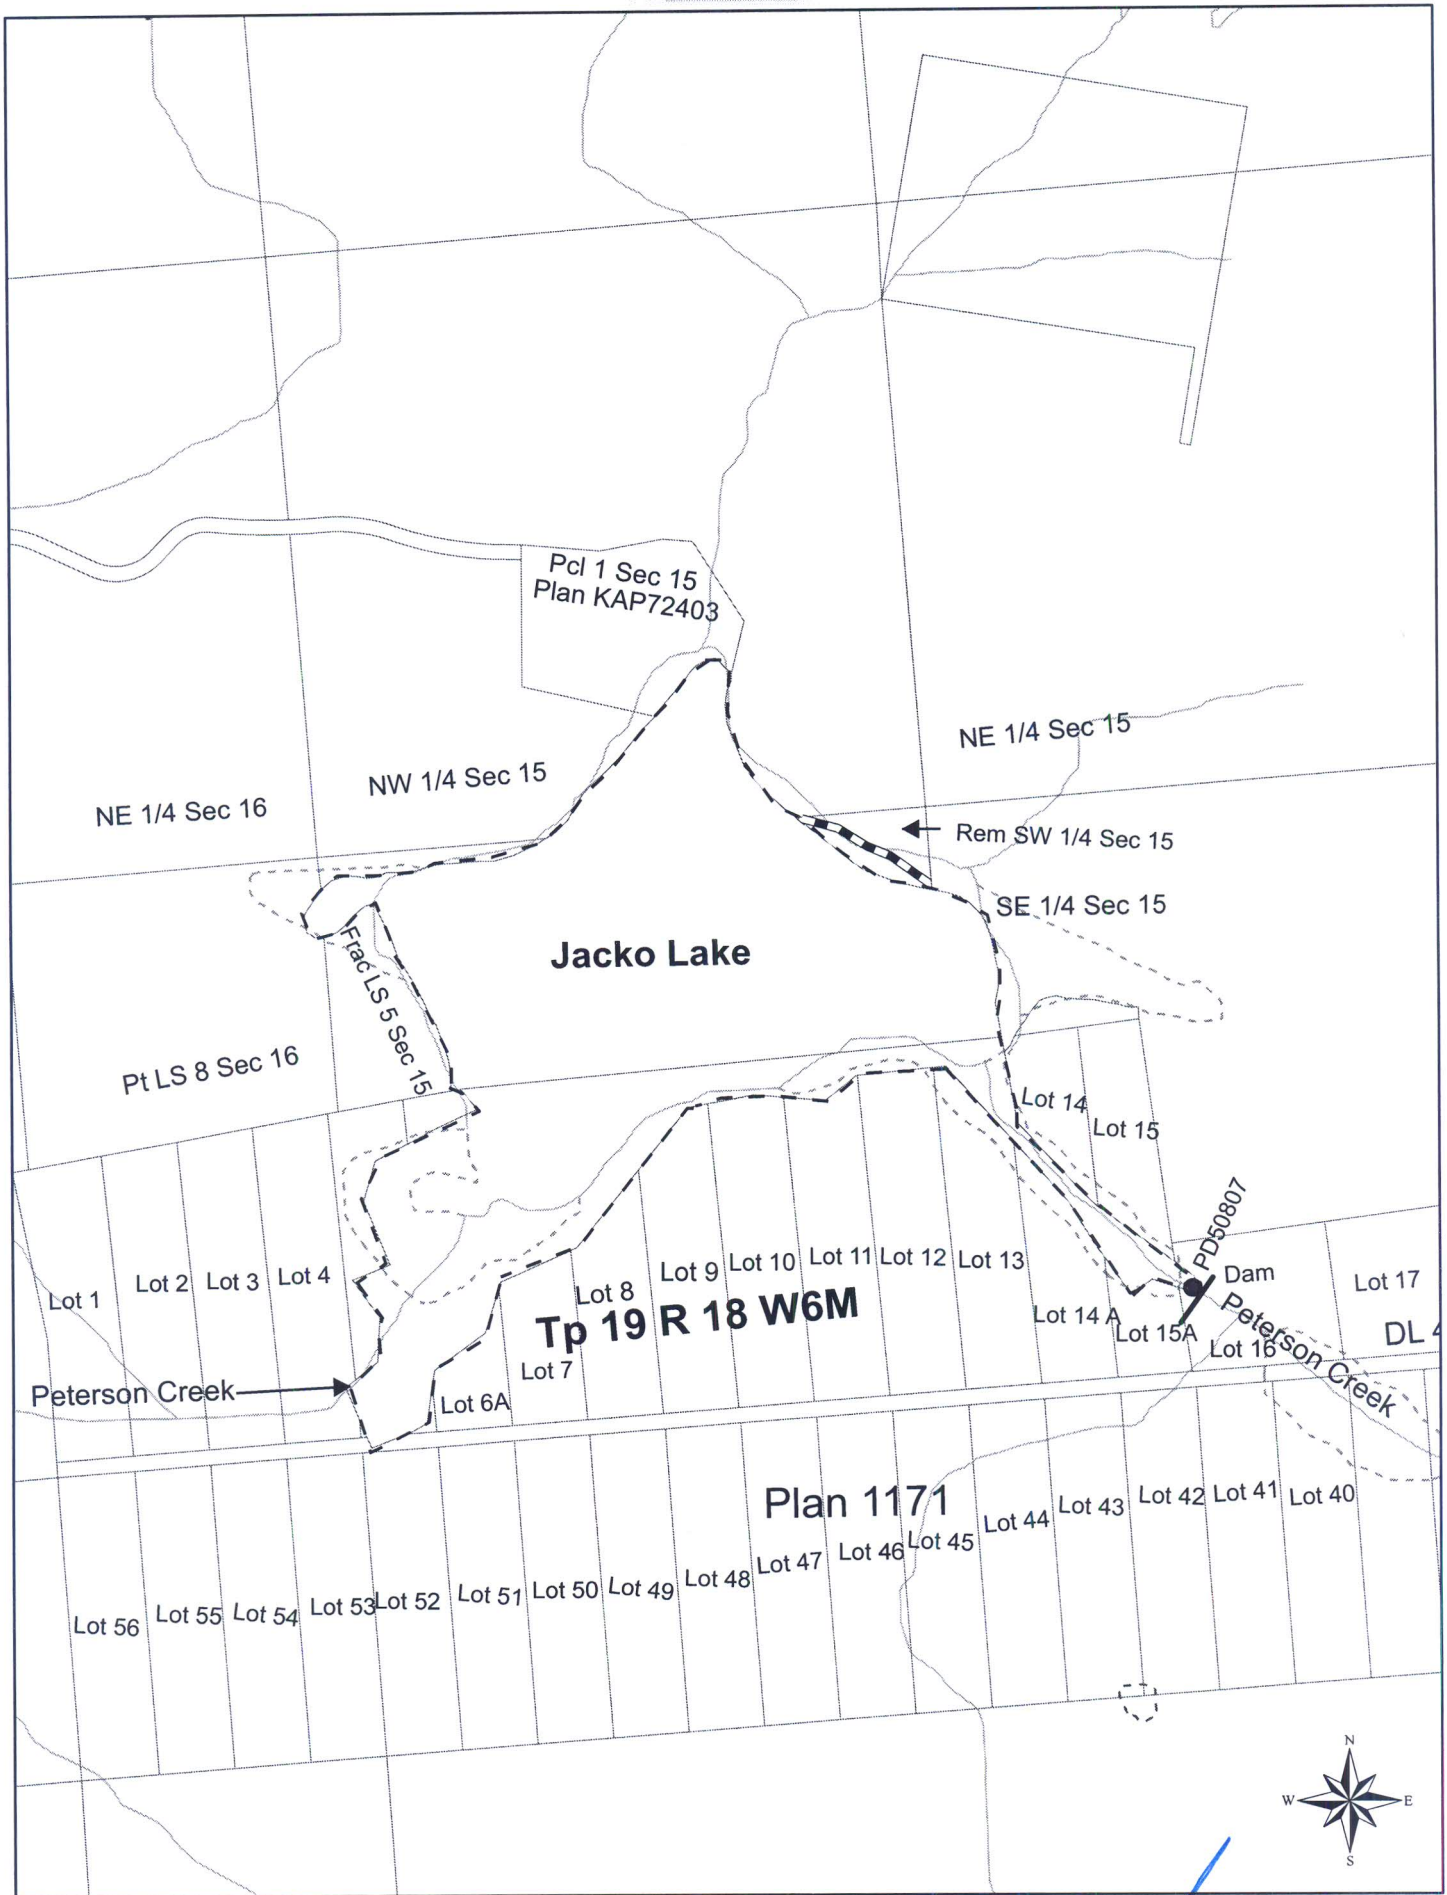 Pcl 1 Sec 15
Plan KAP72403
NE 1/4 Sec 15
NW 1/4 Sec 15
NE 1/4 Sec 16
Rem SW 1/4 Sec 15
SE 1/4 Sec 15
Jacko Lake
Frac LS 5 Sec 15
Pt LS 8 Sec 16
Lot 14
Lot 15
PD50807
Lot 1
Lot 2
Lot 3
Lot 4
Lot 8
Lot 9
Lot 10
Lot 11
Lot 12
Lot 13
Dam
Lot 17
Tp 19 R 18 W6M
Lot 14 A
Lot 15A
Lot 16
Peterson Creek
DL 4
Peterson Creek
Lot 7
Lot 6A
Plan 1171
Lot 56
Lot 55
Lot 54
Lot 53
Lot 52
Lot 51
Lot 50
Lot 49
Lot 48
Lot 47
Lot 46
Lot 45
Lot 44
Lot 43
Lot 42
Lot 41
Lot 40
N
W
E
S